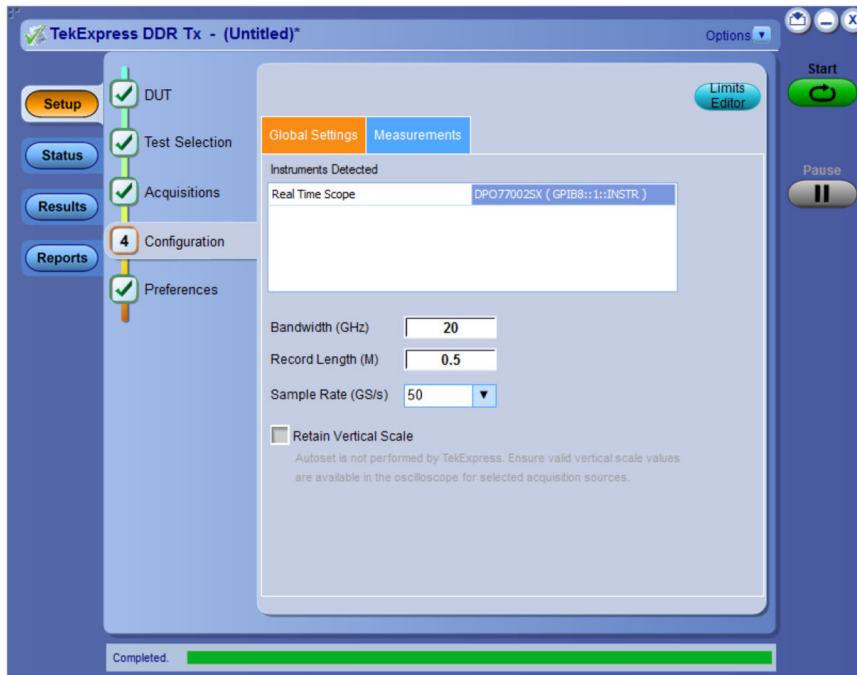 TekExpress DDR Tx - (Untitled)*
Options
Start
Pause
Setup
Status
Results
Reports
DUT
Test Selection
Acquisitions
4 Configuration
Preferences
Limits
Editor
Global Settings Measurements
Instruments Detected
Real Time Scope DPO77002SX ( GPIB8::1::INSTR )
Bandwidth (GHz) 20
Record Length (M) 0.5
Sample Rate (GS/s) 50
Retain Vertical Scale
Autoset is not performed by TekExpress. Ensure valid vertical scale values
are available in the oscilloscope for selected acquisition sources.
Completed.